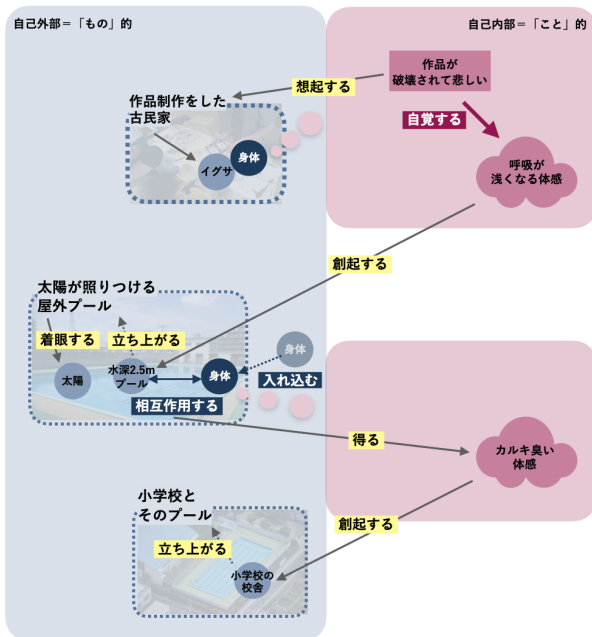 自己外部＝「もの」的
自己内部＝「こと」的
作品が
破壊されて悲しい
想起する
作品制作をした
古民家
自覚する
身体
イグサ
呼吸が
浅くなる体感
創起する
太陽が照りつける
屋外プール
着眼する
立ち上がる
身体
太陽
水深2.5m
プール
身体
入れ込む
相互作用する
得る
カルキ臭い
体感
小学校と
そのプール
創起する
立ち上がる
小学校の
校舎